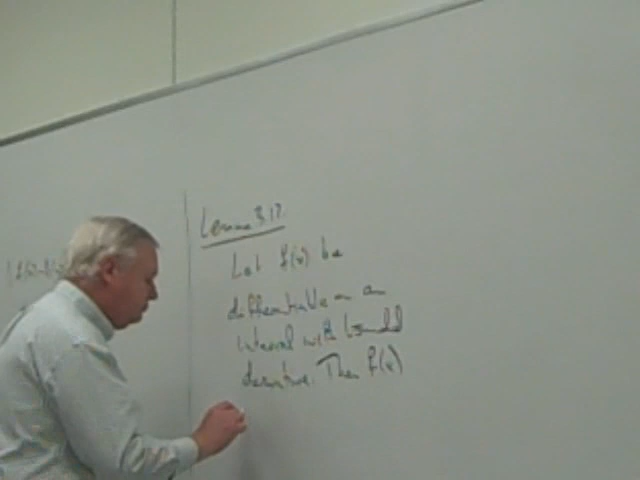 Lemma 3.17.
Let f(x) be
differentiable on an
interval with bounded
derivative. Then f(x)